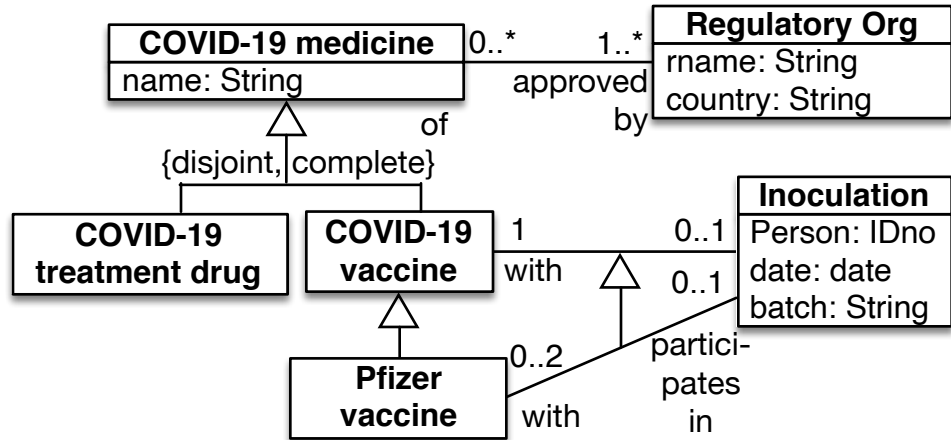 COVID-19 medicine
name: String
0..*
1..*
approved
by
Regulatory Org
rname: String
country: String
of
{disjoint, complete}
COVID-19
treatment drug
COVID-19
vaccine
1
with
0..1
0..1
Inoculation
Person: IDno
date: date
batch: String
Pfizer
vaccine
0..2
with
partici-
pates
in